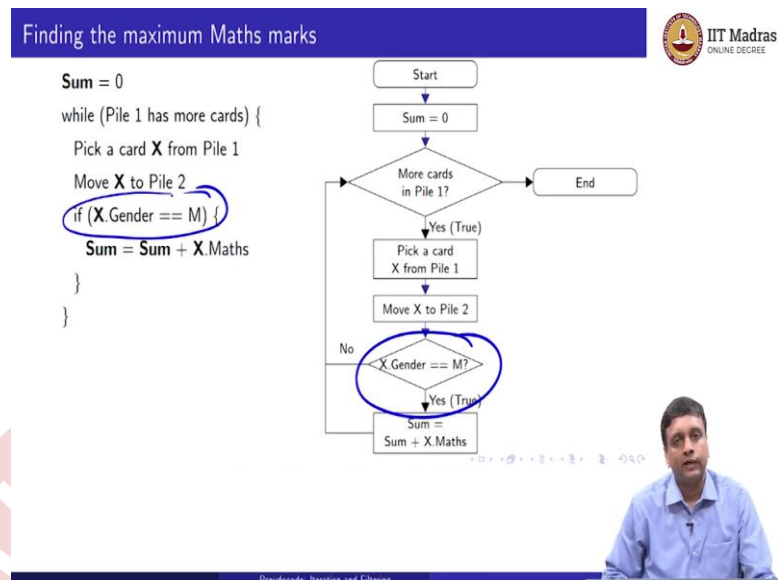 Finding the maximum Maths marks
IIT Madras
ONLINE DEGREE
Sum = 0
while (Pile 1 has more cards) {
Pick a card X from Pile 1
Move X to Pile 2
if (X.Gender == M) {
Sum = Sum + X.Maths
}
}
Start
Sum = 0
More cards
in Pile 1?
End
Yes (True)
Pick a card
X from Pile 1
Move X to Pile 2
No
X.Gender == M?
Yes (True)
Sum =
Sum + X.Maths
Pseudocode: Iteration and Filtering